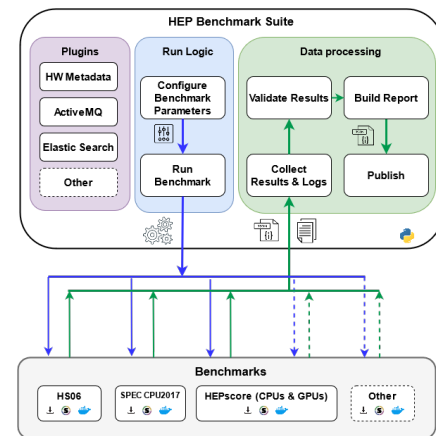 HEP Benchmark Suite
Plugins
HW Metadata
ActiveMQ
Elastic Search
Other
Run Logic
Configure
Benchmark
Parameters
Run
Benchmark
Data processing
Validate Results
Build Report
Collect
Results & Logs
Publish
Benchmarks
HS06
SPEC CPU2017
HEPscore (CPUs & GPUs)
Other